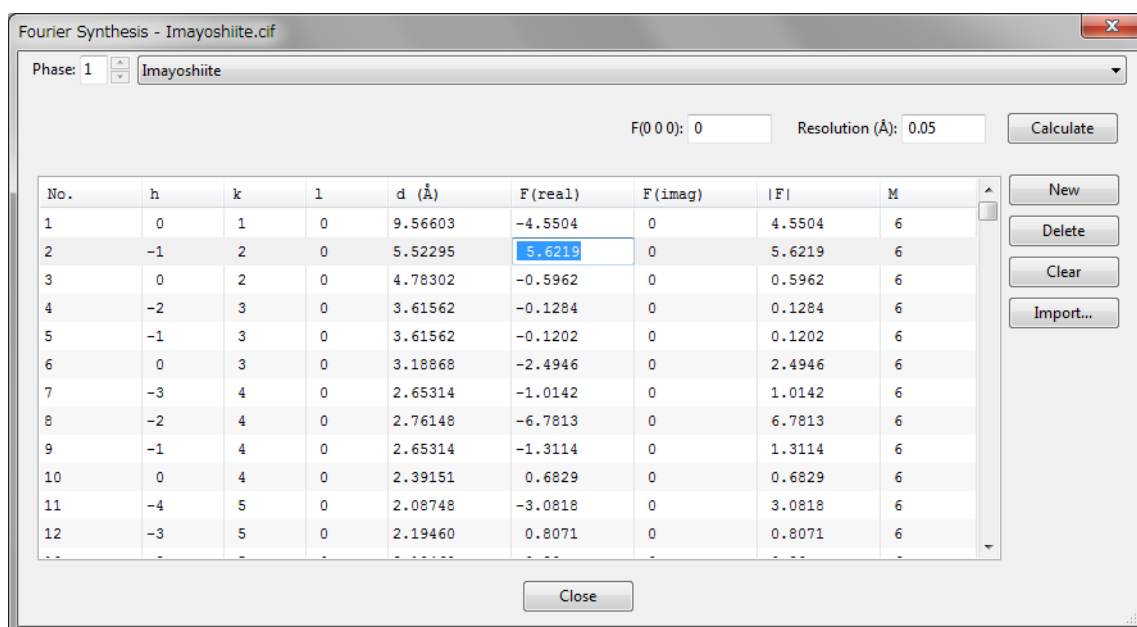 Fourier Synthesis - Imayoshiite.cif
Phase: 1 Imayoshiite
F(0 0 0): 0 Resolution (Å): 0.05 Calculate
No. h k l d (Å) F(real) F(imag) |F| M
1 0 1 0 9.56603 -4.5504 0 4.5504 6
2 -1 2 0 5.52295 5.6219 0 5.6219 6
3 0 2 0 4.78302 -0.5962 0 0.5962 6
4 -2 3 0 3.61562 -0.1284 0 0.1284 6
5 -1 3 0 3.61562 -0.1202 0 0.1202 6
6 0 3 0 3.18868 -2.4946 0 2.4946 6
7 -3 4 0 2.65314 -1.0142 0 1.0142 6
8 -2 4 0 2.76148 -6.7813 0 6.7813 6
9 -1 4 0 2.65314 -1.3114 0 1.3114 6
10 0 4 0 2.39151 0.6829 0 0.6829 6
11 -4 5 0 2.08748 -3.0818 0 3.0818 6
12 -3 5 0 2.19460 0.8071 0 0.8071 6
New
Delete
Clear
Import...
Close